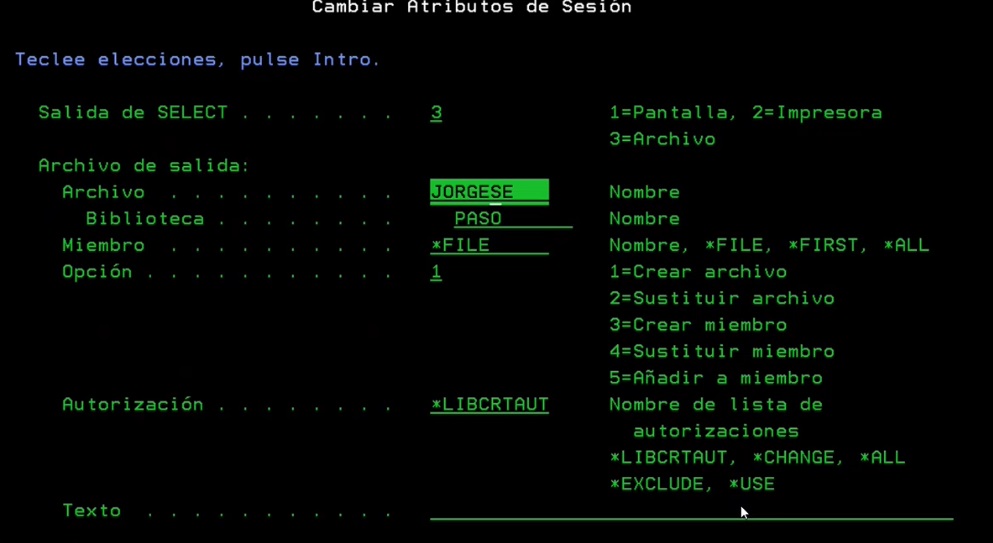 Cambiar Atributos de Sesión
Teclee elecciones, pulse Intro.
Salida de SELECT . . . . . . . 3 1=Pantalla, 2=Impresora
3=Archivo
Archivo de salida:
Archivo . . . . . . . . . . JORGESE Nombre
Biblioteca . . . . . . . . PASO Nombre
Miembro . . . . . . . . . . *FILE Nombre, *FILE, *FIRST, *ALL
Opción . . . . . . . . . . . 1 1=Crear archivo
2=Sustituir archivo
3=Crear miembro
4=Sustituir miembro
5=Añadir a miembro
Autorización . . . . . . . . *LIBCRTAUT Nombre de lista de
autorizaciones
*LIBCRTAUT, *CHANGE, *ALL
*EXCLUDE, *USE
Texto . . . . . . . . . . .